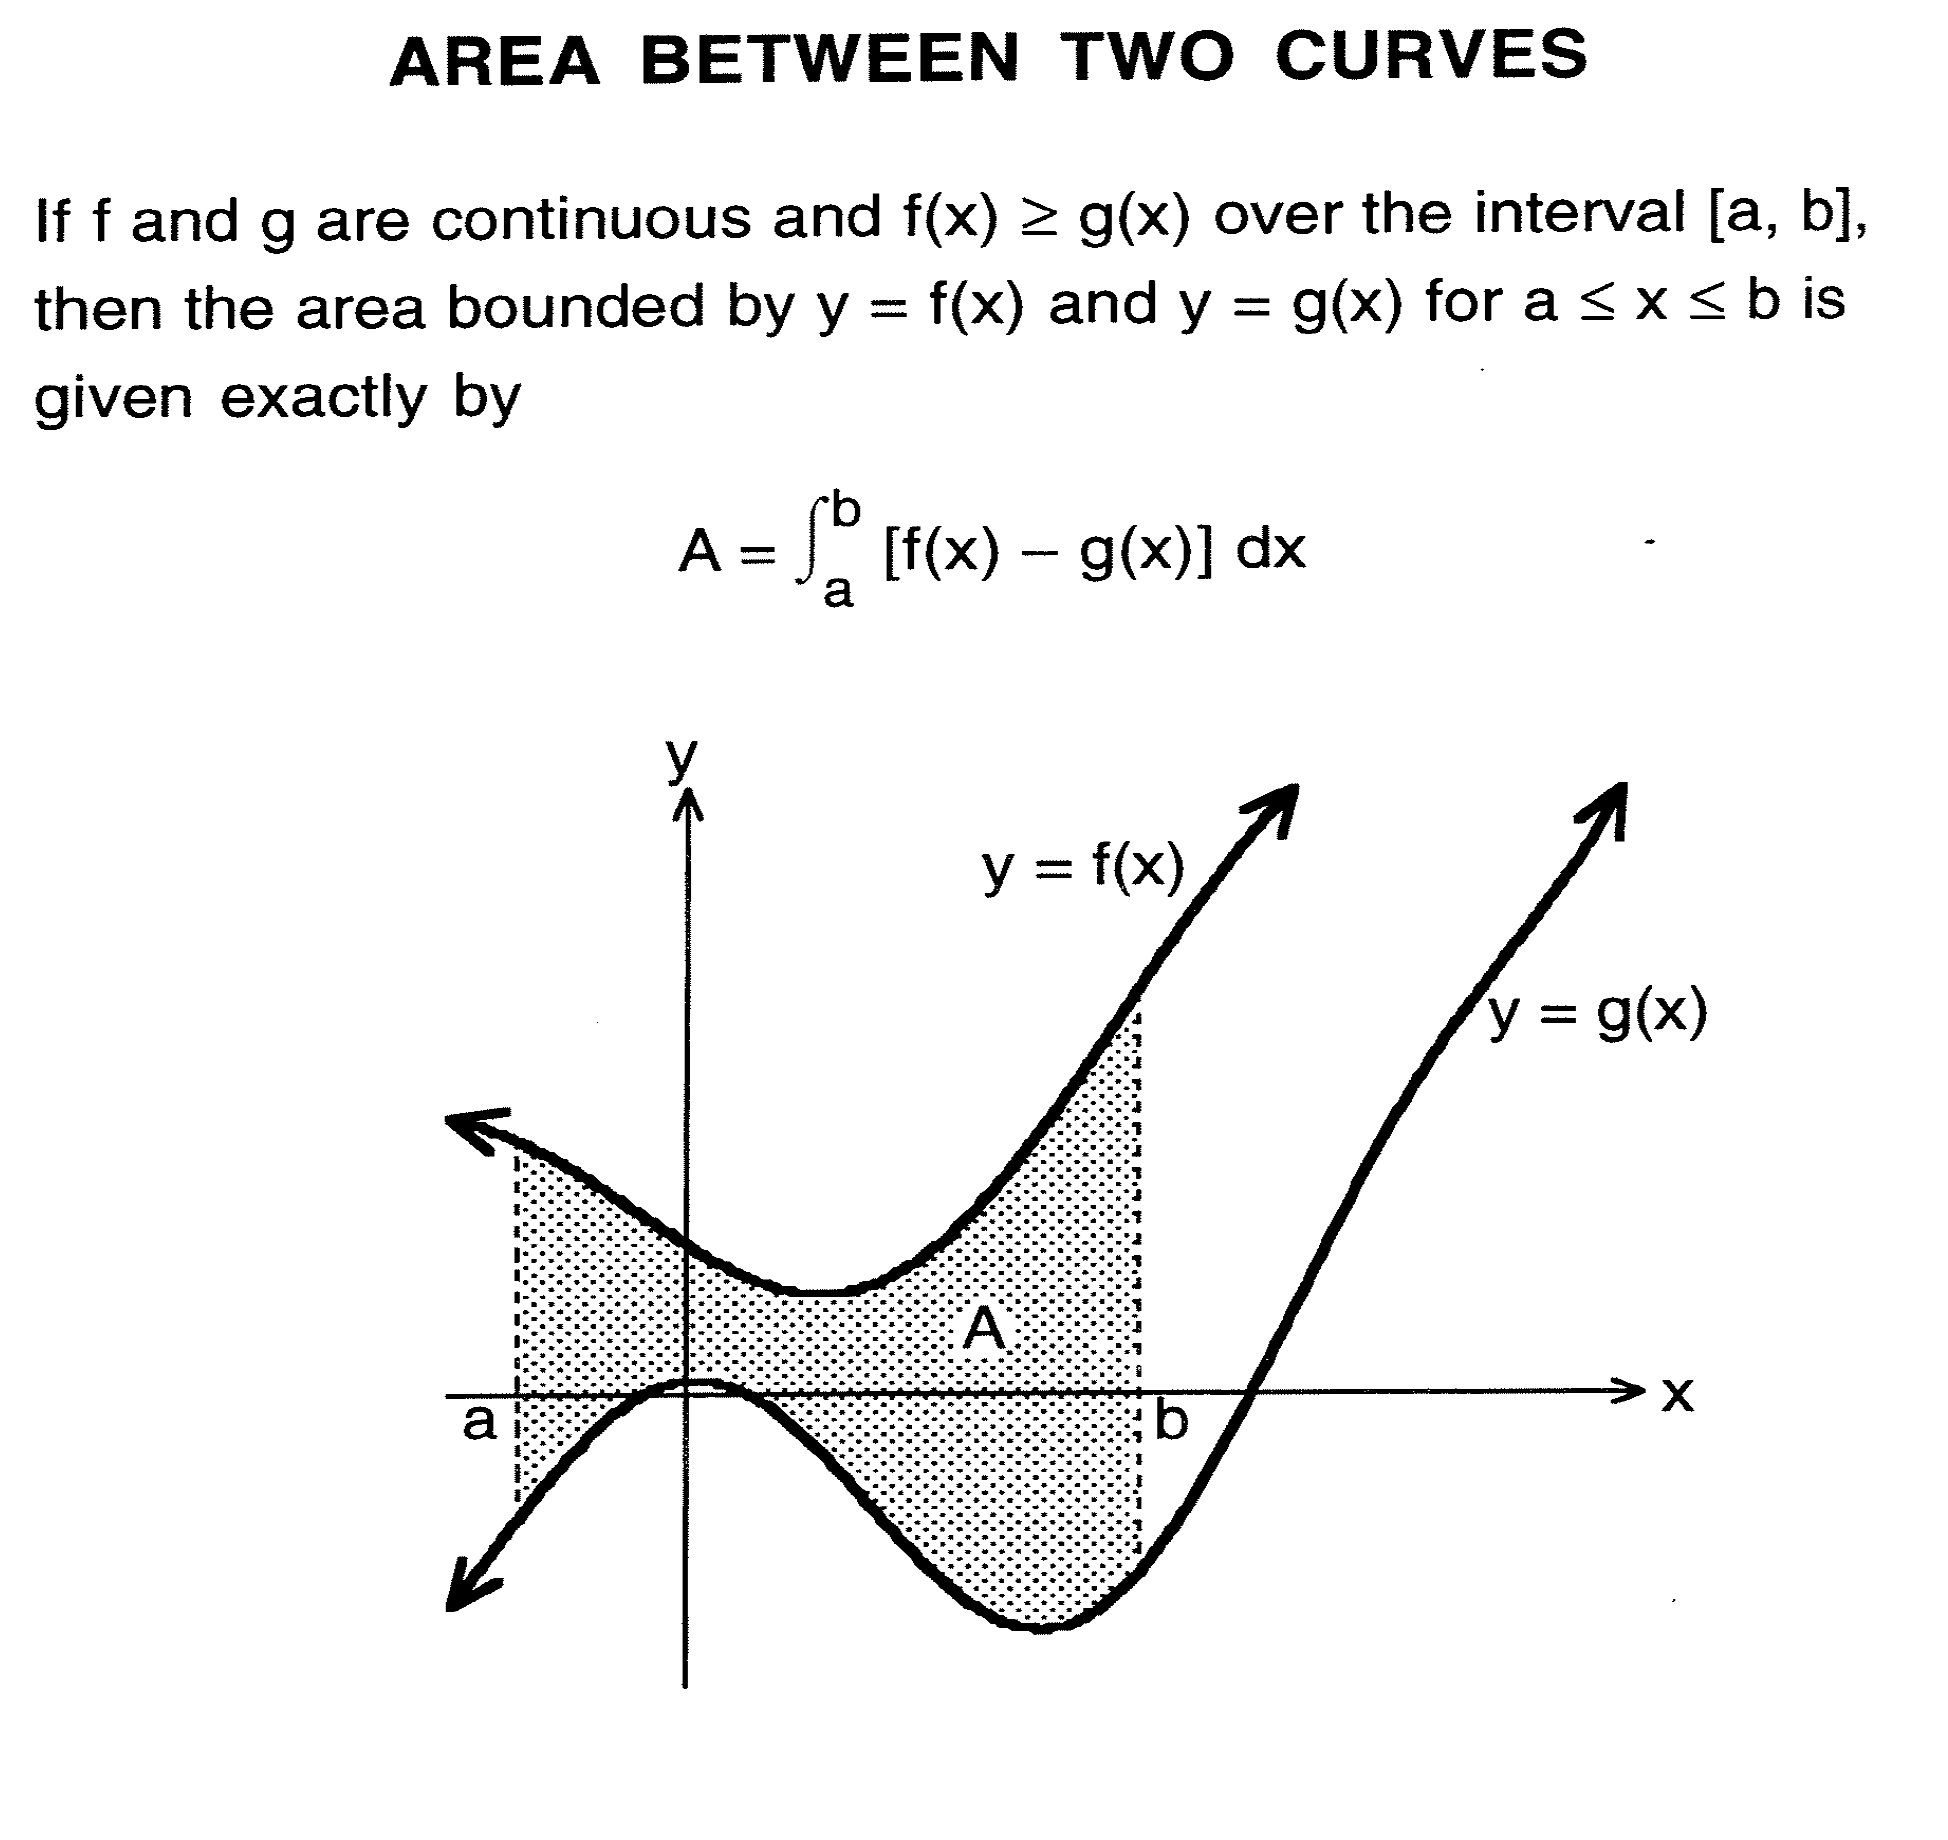 AREA BETWEEN TWO CURVES
If f and g are continuous and f(x) ≥ g(x) over the interval [a, b],
then the area bounded by y = f(x) and y = g(x) for a ≤ x ≤ b is
given exactly by
A = ∫_a^b [f(x) − g(x)] dx
y
y = f(x)
y = g(x)
A
a
b
x